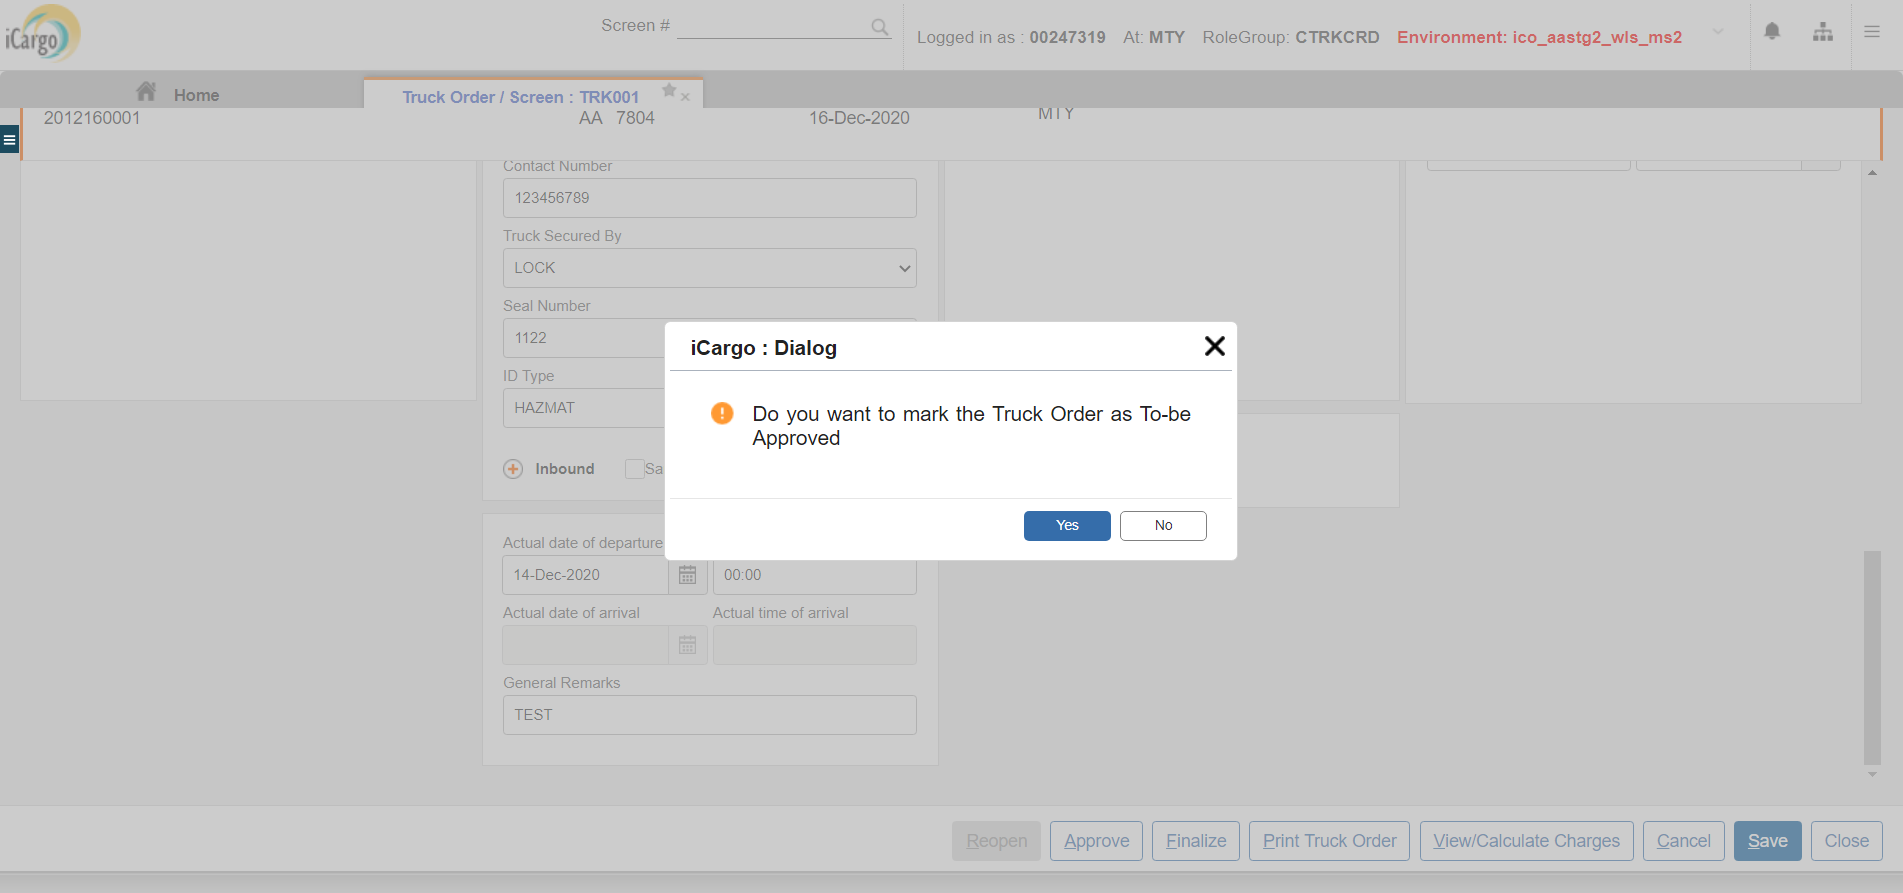 iCargo
Screen #
Logged in as : 00247319 At: MTY RoleGroup: CTRKCRD Environment: ico_aastg2_wls_ms2
Home
Truck Order / Screen : TRK001
2012160001 AA 7804 16-Dec-2020 MTY
Contact Number
123456789
Truck Secured By
LOCK
Seal Number
1122
ID Type
HAZMAT
Inbound Sa
iCargo : Dialog
Do you want to mark the Truck Order as To-be
Approved
Yes No
Actual date of departure
14-Dec-2020 00:00
Actual date of arrival Actual time of arrival
General Remarks
TEST
Reopen Approve Finalize Print Truck Order View/Calculate Charges Cancel Save Close